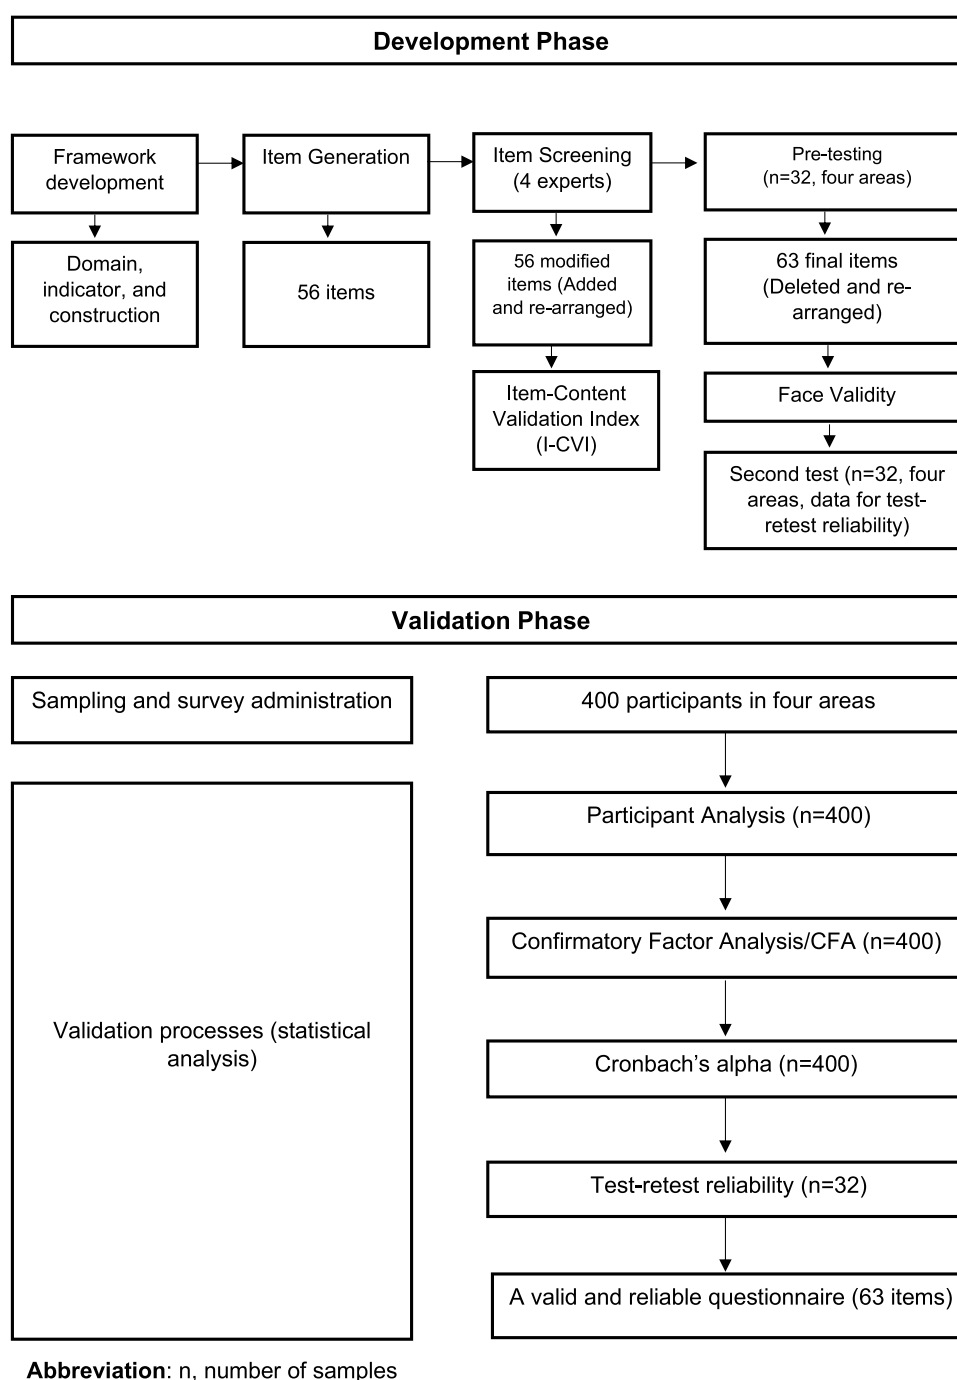 Development Phase
Framework
development
Item Generation
Item Screening
(4 experts)
Pre-testing
(n=32, four areas)
Domain,
indicator, and
construction
56 items
56 modified
items (Added
and re-arranged)
63 final items
(Deleted and re-
arranged)
Item-Content
Validation Index
(I-CVI)
Face Validity
Second test (n=32, four
areas, data for test-
retest reliability)
Validation Phase
Sampling and survey administration
400 participants in four areas
Participant Analysis (n=400)
Confirmatory Factor Analysis/CFA (n=400)
Validation processes (statistical
analysis)
Cronbach’s alpha (n=400)
Test-retest reliability (n=32)
A valid and reliable questionnaire (63 items)
Abbreviation: n, number of samples